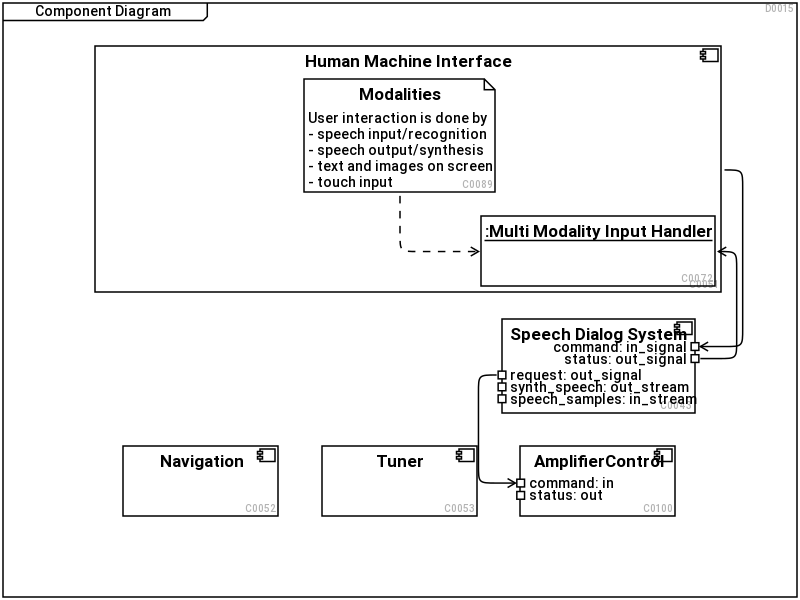 Component Diagram
D0015
Human Machine Interface
Modalities
User interaction is done by
- speech input/recognition
- speech output/synthesis
- text and images on screen
- touch input
C0089
:Multi Modality Input Handler
C0072
Speech Dialog System
command: in_signal
status: out_signal
request: out_signal
synth_speech: out_stream
speech_samples: in_stream
Navigation
C0052
Tuner
C0053
AmplifierControl
command: in
status: out
C0100